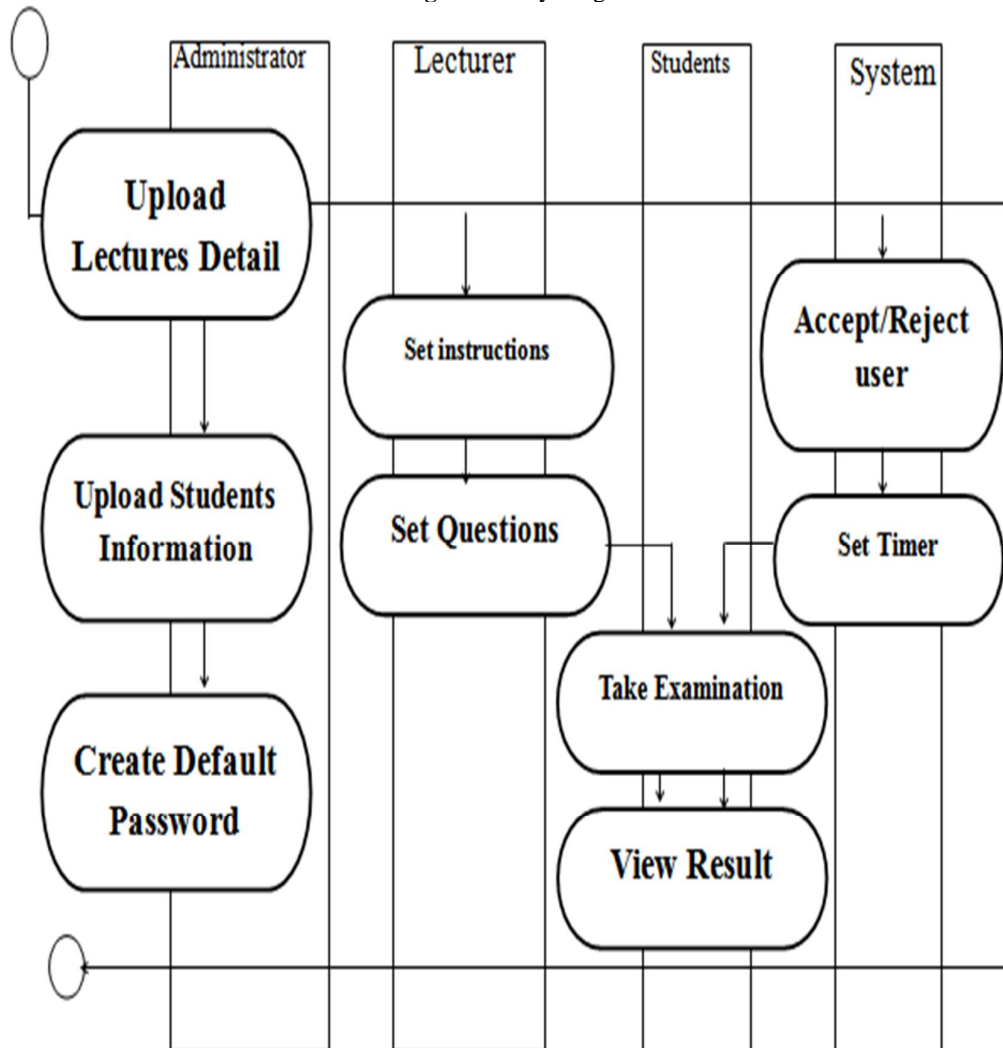 Administrator
Lecturer
Students
System
Upload
Lectures Detail
Set instructions
Accept/Reject
user
Upload Students
Information
Set Questions
Set Timer
Take Examination
Create Default
Password
View Result